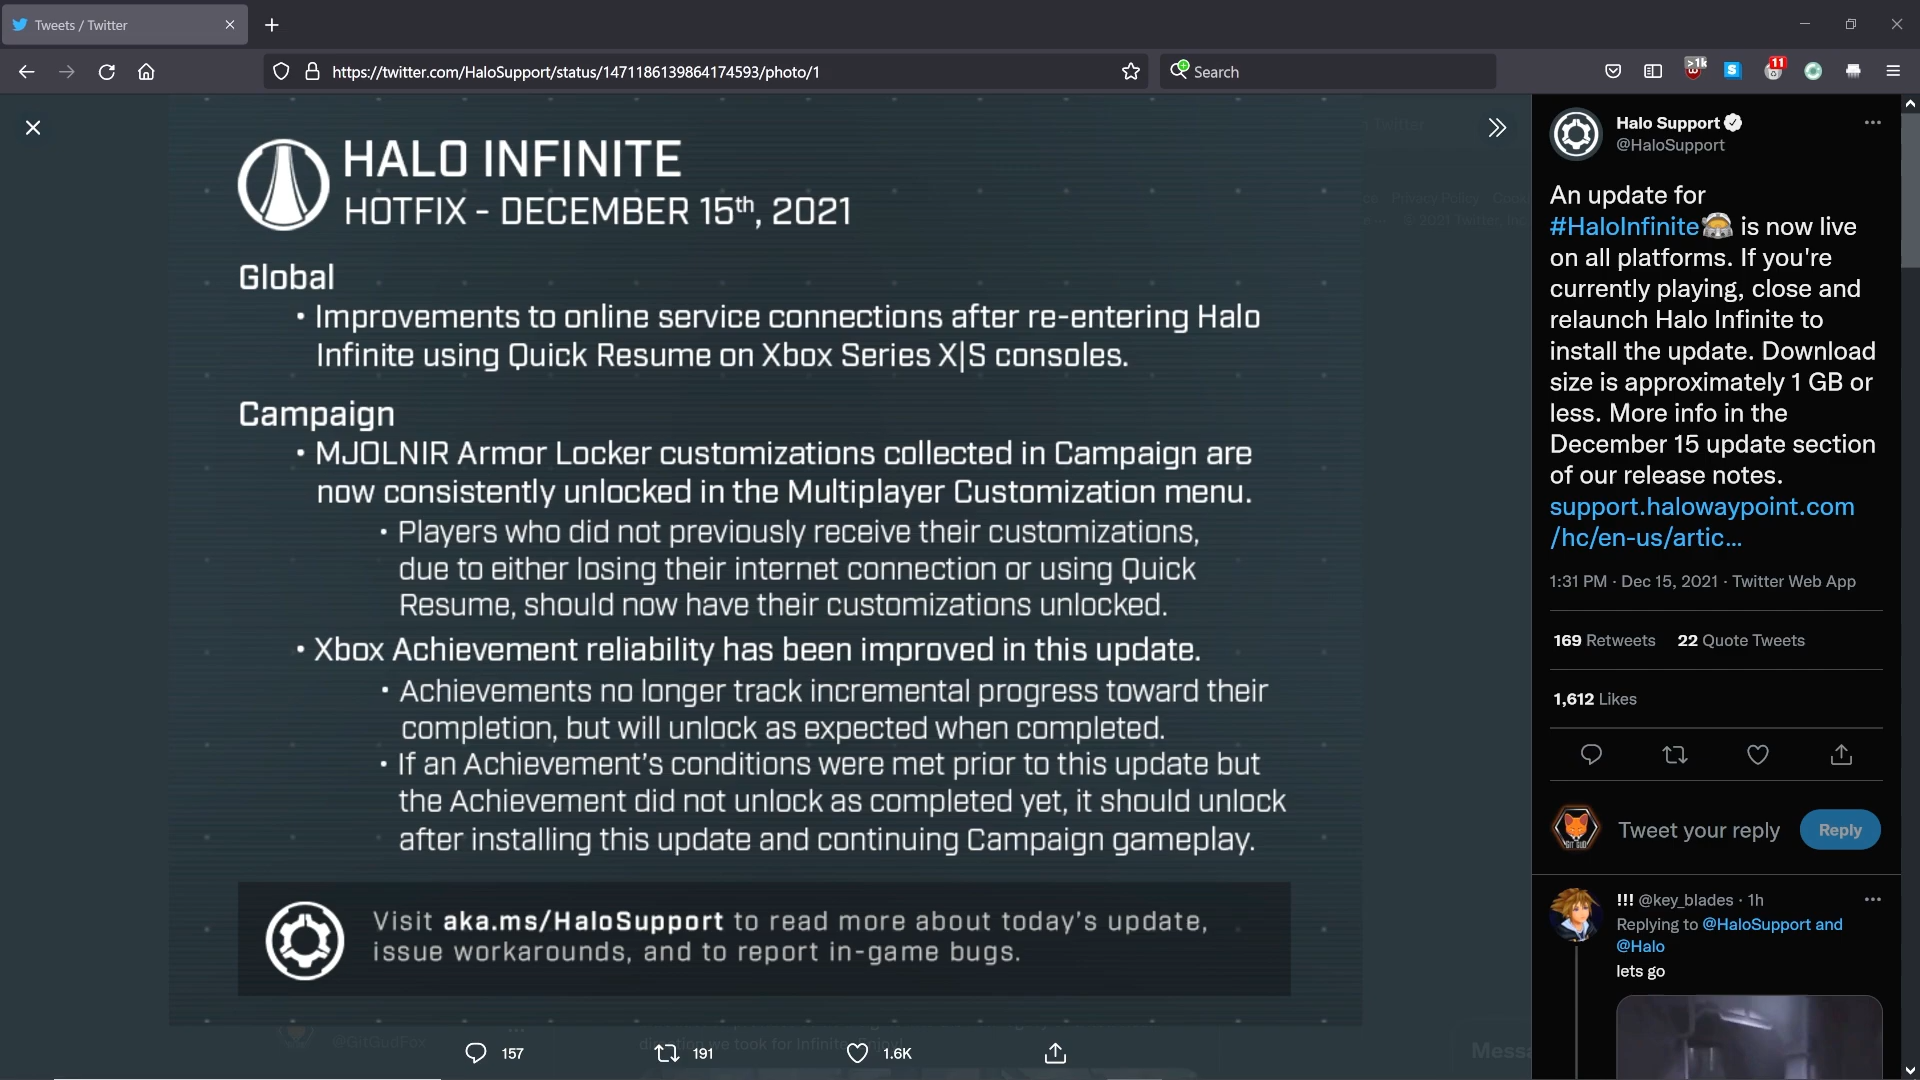 Tweets / Twitter
https://twitter.com/HaloSupport/status/1471186139864174593/photo/1
Search
>1k
S
11
HALO INFINITE
HOTFIX - DECEMBER 15th, 2021
Global
• Improvements to online service connections after re-entering Halo
Infinite using Quick Resume on Xbox Series X|S consoles.
Campaign
• MJOLNIR Armor Locker customizations collected in Campaign are
now consistently unlocked in the Multiplayer Customization menu.
• Players who did not previously receive their customizations,
due to either losing their internet connection or using Quick
Resume, should now have their customizations unlocked.
• Xbox Achievement reliability has been improved in this update.
• Achievements no longer track incremental progress toward their
completion, but will unlock as expected when completed.
• If an Achievement's conditions were met prior to this update but
the Achievement did not unlock as completed yet, it should unlock
after installing this update and continuing Campaign gameplay.
Visit aka.ms/HaloSupport to read more about today's update,
issue workarounds, and to report in-game bugs.
@GitGudFox
157
191
1.6K
Halo Support
@HaloSupport
An update for
#HaloInfinite is now live
on all platforms. If you're
currently playing, close and
relaunch Halo Infinite to
install the update. Download
size is approximately 1 GB or
less. More info in the
December 15 update section
of our release notes.
support.halowaypoint.com
/hc/en-us/artic...
1:31 PM · Dec 15, 2021 · Twitter Web App
169 Retweets 22 Quote Tweets
1,612 Likes
GIT GUD
Tweet your reply
Reply
!!! @key_blades · 1h
Replying to @HaloSupport and
@Halo
lets go